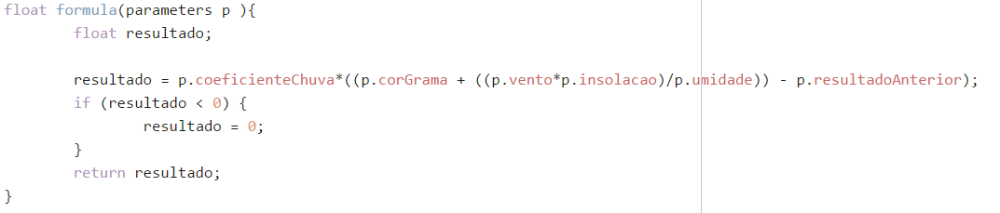 float formula(parameters p ){
float resultado;
resultado = p.coeficienteChuva*((p.corGrama + ((p.vento*p.insolacao)/p.umidade)) - p.resultadoAnterior);
if (resultado < 0) {
resultado = 0;
}
return resultado;
}